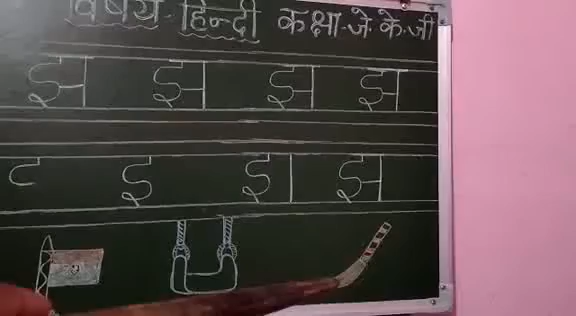 विषय- हिन्दी कक्षा-जे. के. जी
झ झ झ झ